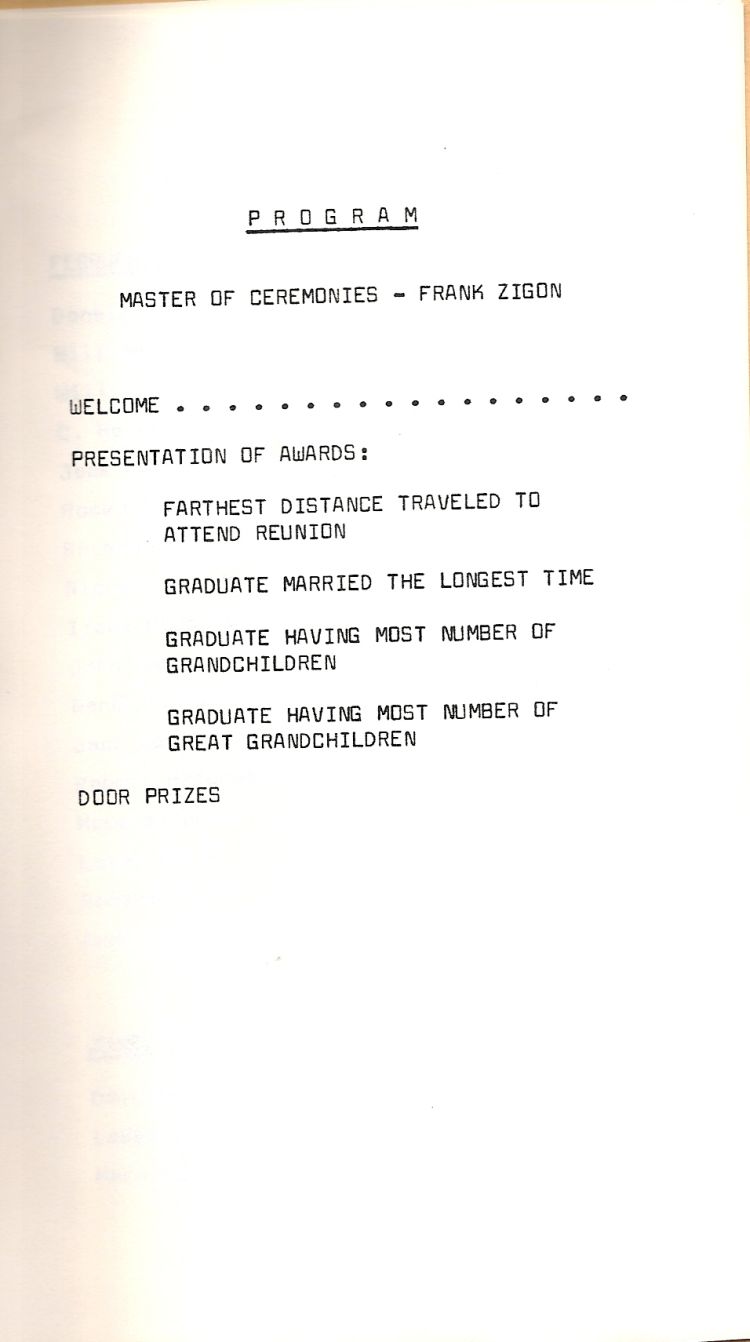 P R O G R A M
MASTER OF CEREMONIES - FRANK ZIGON
WELCOME . . . . . . . . . . . . . . . . . .
PRESENTATION OF AWARDS:
FARTHEST DISTANCE TRAVELED TO
ATTEND REUNION
GRADUATE MARRIED THE LONGEST TIME
GRADUATE HAVING MOST NUMBER OF
GRANDCHILDREN
GRADUATE HAVING MOST NUMBER OF
GREAT GRANDCHILDREN
DOOR PRIZES